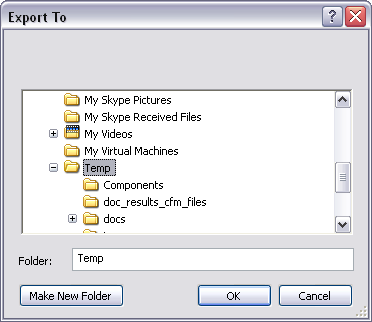 Export To
My Skype Pictures
My Skype Received Files
My Videos
My Virtual Machines
Temp
Components
doc_results_cfm_files
docs
Folder: Temp
Make New Folder OK Cancel